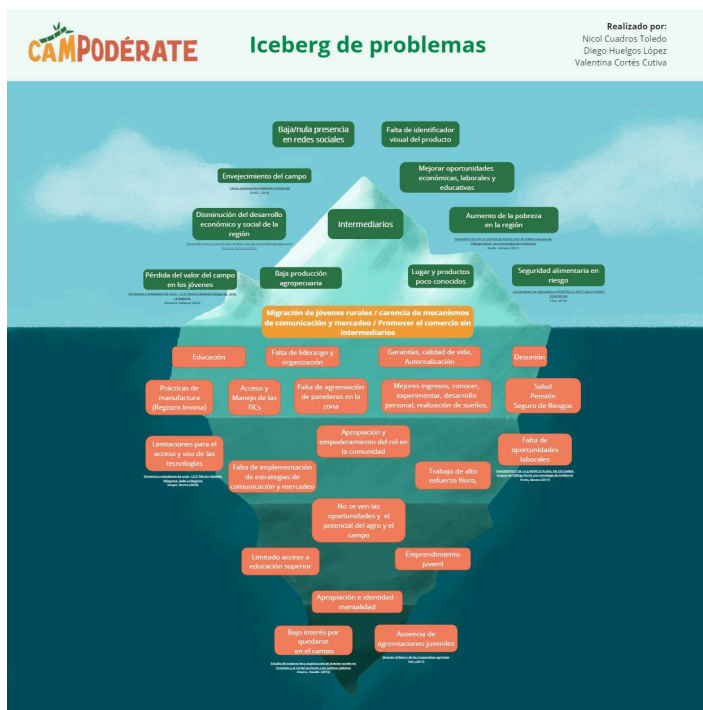 CAMPODÉRATE
Iceberg de problemas
Realizado por:
Nicol Cuadros Toledo
Diego Huelgos López
Valentina Cortés Cutiva
Baja/nula presencia
en redes sociales
Falta de identificador
visual del producto
Envejecimiento del campo
Mejorar oportunidades
económicas, laborales y
educativas
Disminución del desarrollo
económico y social de la
región
Intermediarios
Aumento de la pobreza
en la región
Pérdida del valor del campo
en los jóvenes
Baja producción
agropecuaria
Lugar y productos
poco conocidos
Seguridad alimentaria en
riesgo
Migración de jóvenes rurales / carencia de mecanismos
de comunicación y mercadeo / Promover el comercio sin
intermediarios
Educación
Falta de liderazgo y
organización
Garantías, calidad de vida,
Autorealización
Desunión
Prácticas de
manufactura
(Registro Invima)
Acceso y
Manejo de las
TICs
Falta de agremiación
de paneleros en la
zona
Mejores ingresos, conocer,
experimentar, desarrollo
personal, realización de sueños.
Salud
Pensión
Seguro de Riesgos
Limitaciones para el
acceso y uso de las
tecnologías
Apropiación y
empoderamiento del rol en
la comunidad
Falta de
oportunidades
laborales
Falta de implementación
de estrategias de
comunicación y mercadeo
Trabajo de alto
esfuerzo físico,
No se ven las
oportunidades y el
potencial del agro y el
campo
Limitado acceso a
educación superior
Emprendimiento
juvenil
Apropiación e identidad -
mentalidad
Bajo interés por
quedarse
en el campo
Ausencia de
agremiaciones juveniles